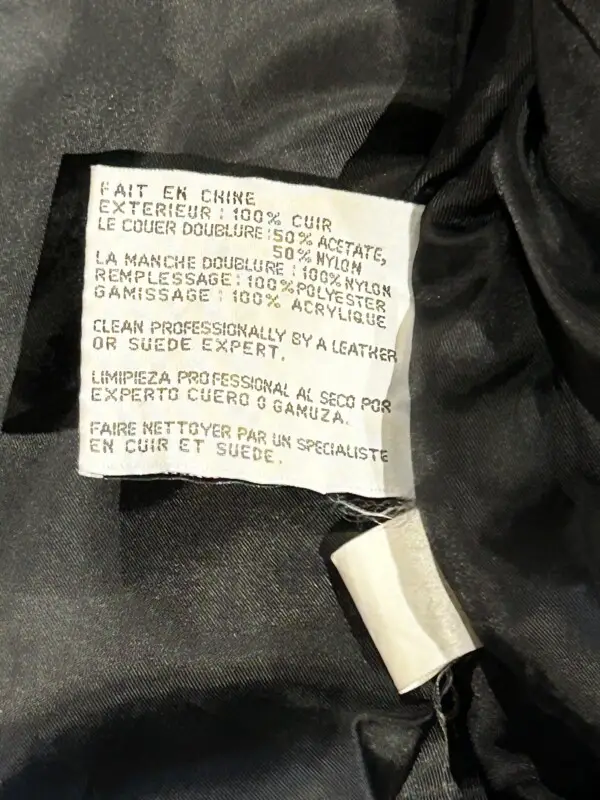 FAIT EN CHINE
EXTERIEUR : 100% CUIR
LE COUER DOUBLURE : 50% ACETATE,
50% NYLON
LA MANCHE DOUBLURE : 100% NYLON
REMPLESSAGE : 100% POLYESTER
GAMISSAGE : 100% ACRYLIQUE
CLEAN PROFESSIONALLY BY A LEATHER
OR SUEDE EXPERT.
LIMIPIEZA PROFESSIONAL AL SECO POR
EXPERTO CUERO O GAMUZA.
FAIRE NETTOYER PAR UN SPECIALISTE
EN CUIR ET SUEDE.